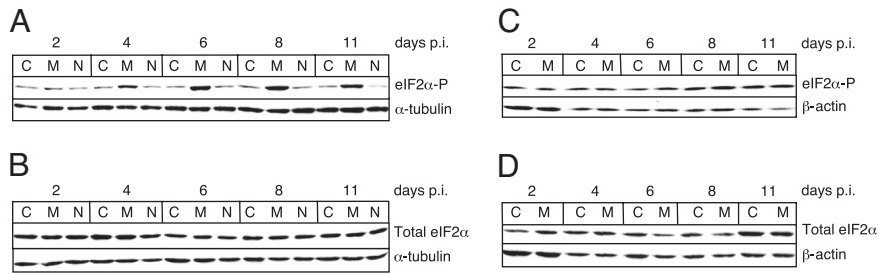 A
2 4 6 8 11 days p.i.
C M N C M N C M N C M N C M N
eIF2α-P
α-tubulin
B
2 4 6 8 11 days p.i.
C M N C M N C M N C M N C M N
Total eIF2α
α-tubulin
C
2 4 6 8 11 days p.i.
C M C M C M C M C M
eIF2α-P
β-actin
D
2 4 6 8 11 days p.i.
C M C M C M C M C M
Total eIF2α
β-actin